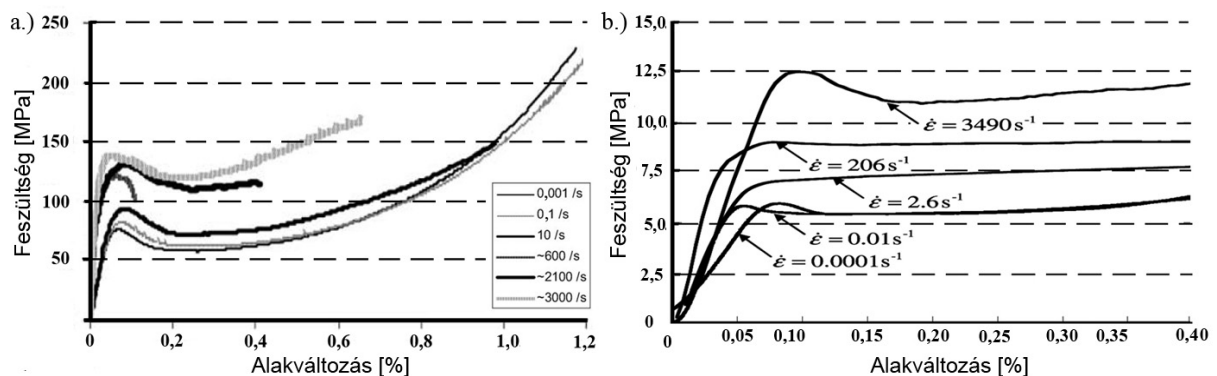 a.)
Feszültség [MPa]
250
200
150
100
50
0
0
0,2
0,4
0,6
0,8
1,0
1,2
Alakváltozás [%]
0,001 /s
0,1 /s
10 /s
~600 /s
~2100 /s
~3000 /s
b.)
Feszültség [MPa]
15,0
12,5
10,0
7,5
5,0
2,5
0
0
0,05
0,10
0,15
0,20
0,25
0,30
0,35
0,40
Alakváltozás [%]
ε̇ = 3490 s⁻¹
ε̇ = 206 s⁻¹
ε̇ = 2.6 s⁻¹
ε̇ = 0.01 s⁻¹
ε̇ = 0.0001 s⁻¹